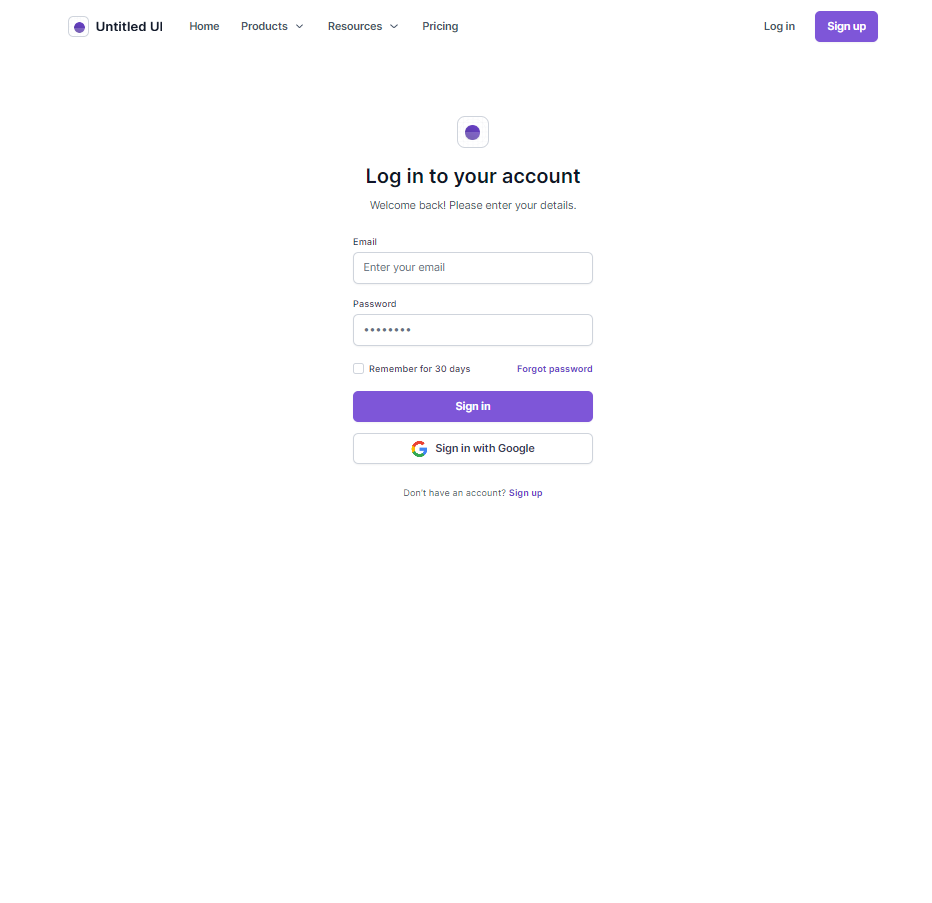 Untitled UI Home Products Resources Pricing Log in Sign up
Log in to your account
Welcome back! Please enter your details.
Email
Enter your email
Password
••••••••
Remember for 30 days Forgot password
Sign in
Sign in with Google
Don't have an account? Sign up